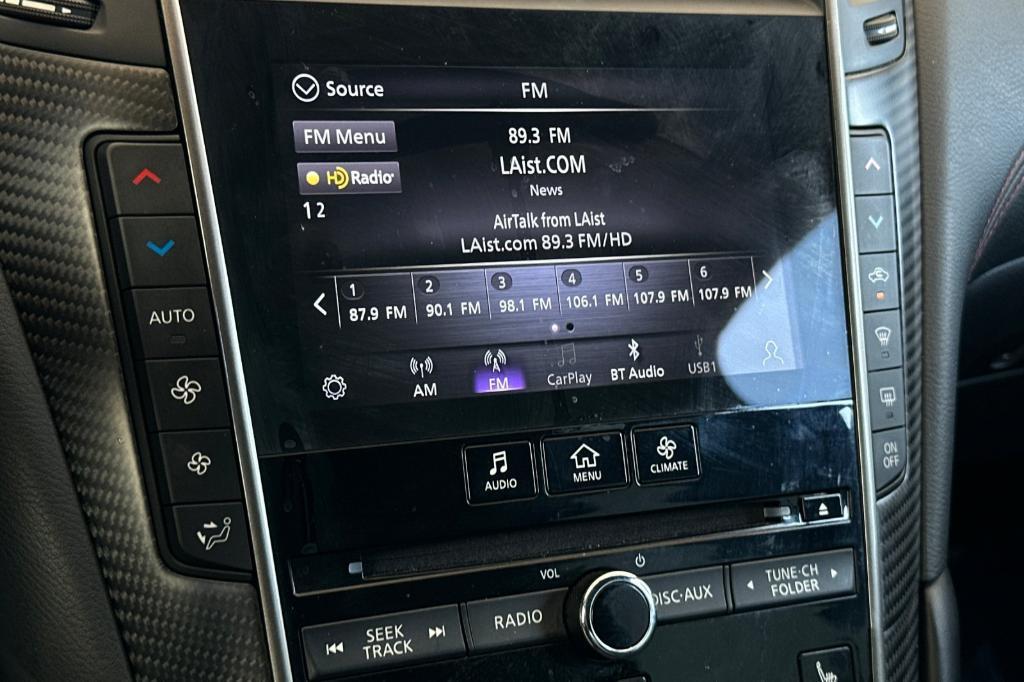 Source
FM
FM Menu
89.3 FM
LAist.COM
HD Radio
News
1 2
AirTalk from LAist
LAist.com 89.3 FM/HD
1 2 3 4 5 6
87.9 FM 90.1 FM 98.1 FM 106.1 FM 107.9 FM 107.9 FM
AM FM CarPlay BT Audio USB1
AUTO
ON
OFF
AUDIO MENU CLIMATE
VOL
SEEK
TRACK
RADIO
DISC·AUX
TUNE·CH
FOLDER